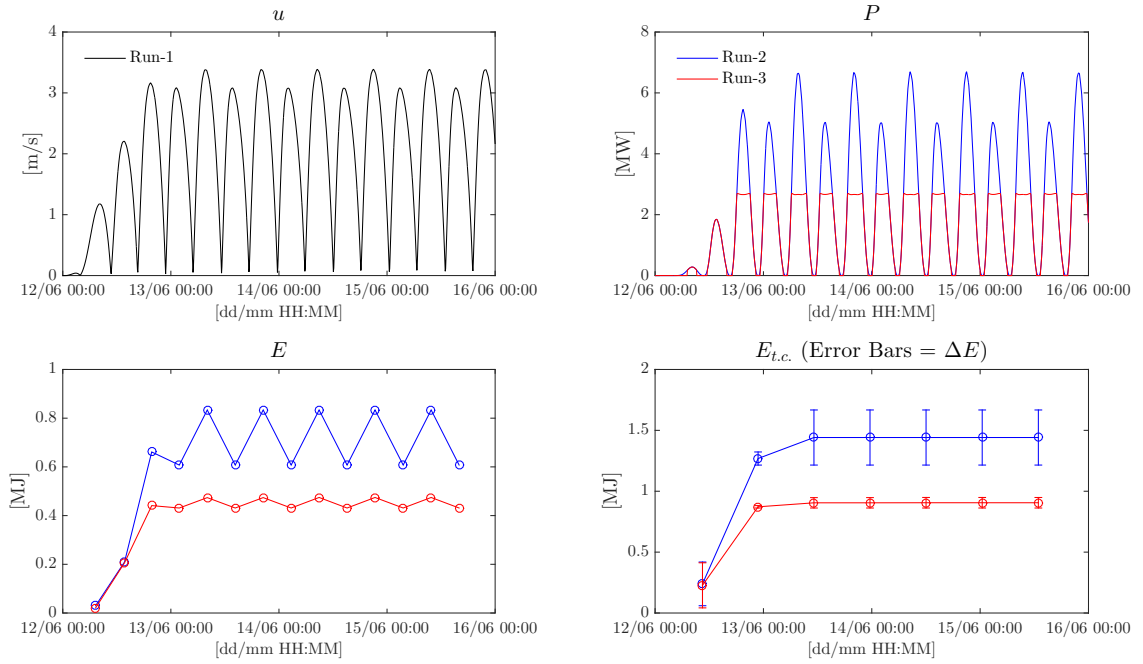 u
[m/s]
4
3
2
1
0
Run-1
12/06 00:00 13/06 00:00 14/06 00:00 15/06 00:00 16/06 00:00
[dd/mm HH:MM]
P
[MW]
8
6
4
2
0
Run-2
Run-3
12/06 00:00 13/06 00:00 14/06 00:00 15/06 00:00 16/06 00:00
[dd/mm HH:MM]
E
[MJ]
1
0.8
0.6
0.4
0.2
0
12/06 00:00 13/06 00:00 14/06 00:00 15/06 00:00 16/06 00:00
[dd/mm HH:MM]
E_{t.c.} (Error Bars = ΔE)
[MJ]
2
1.5
1
0.5
0
12/06 00:00 13/06 00:00 14/06 00:00 15/06 00:00 16/06 00:00
[dd/mm HH:MM]